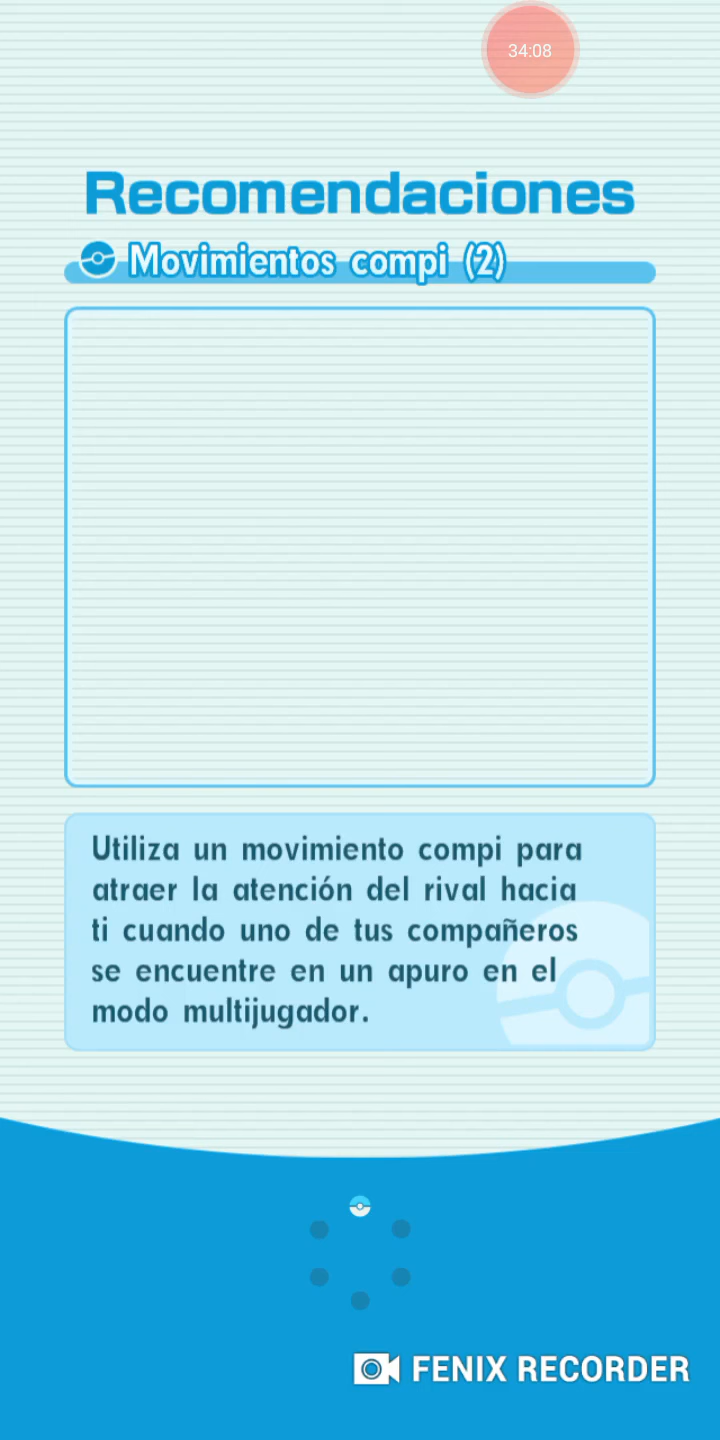 34:08
Recomendaciones
Movimientos compi (2)
Utiliza un movimiento compi para
atraer la atención del rival hacia
ti cuando uno de tus compañeros
se encuentre en un apuro en el
modo multijugador.
FENIX RECORDER